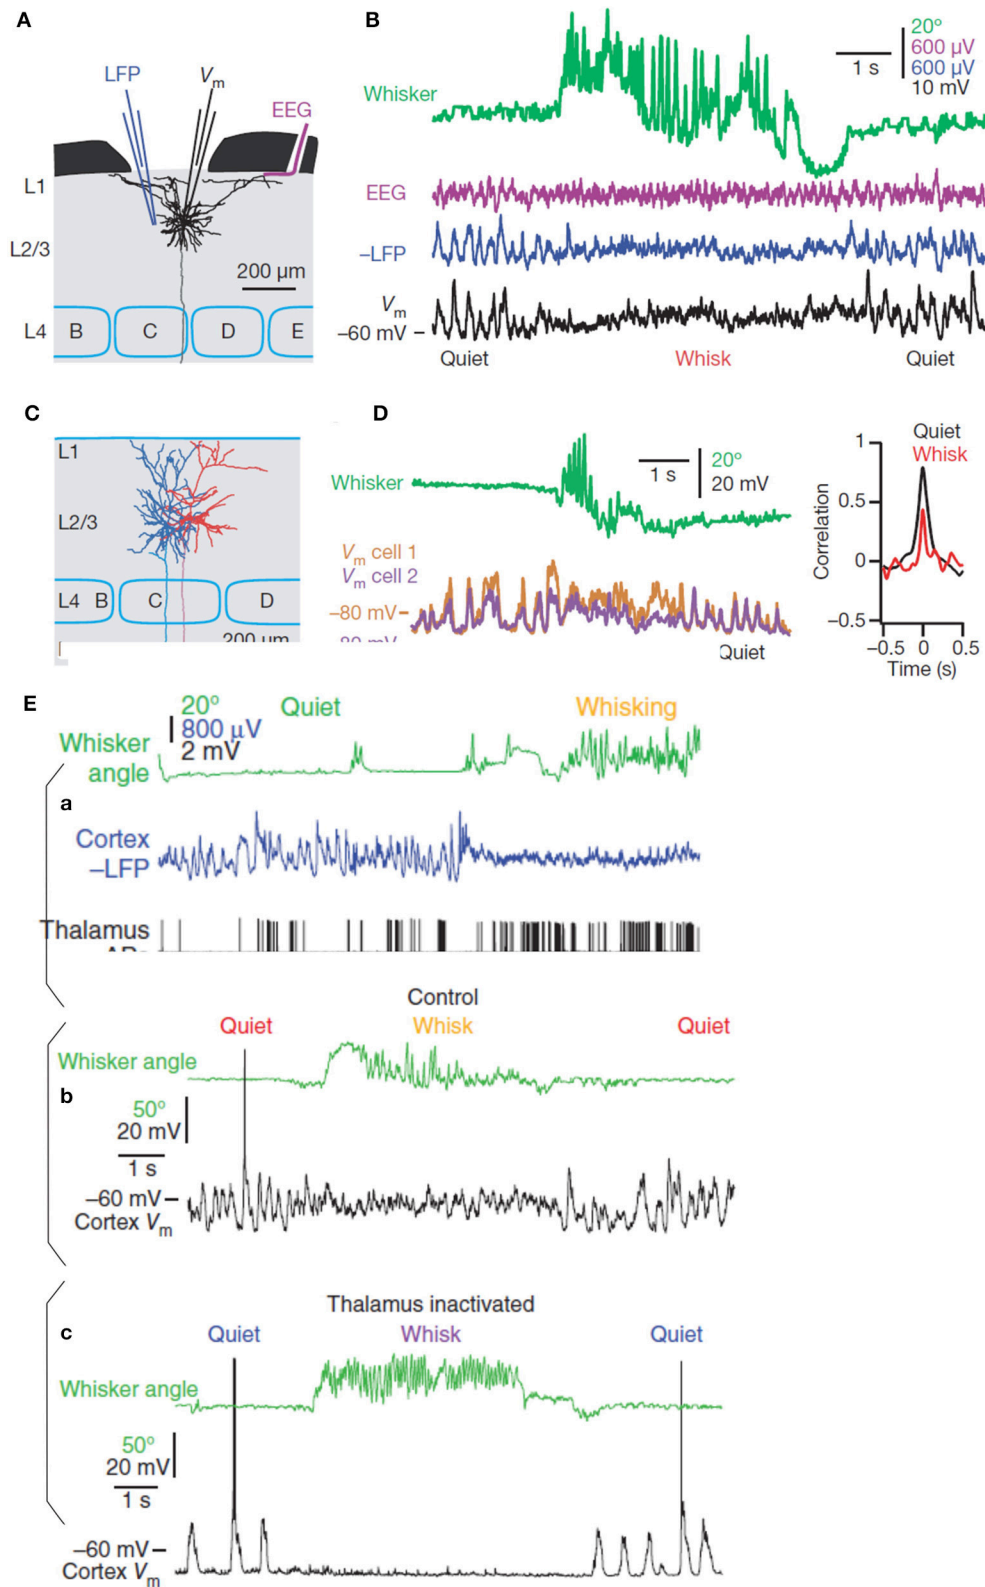 A
LFP
Vm
EEG
L1
L2/3
200 µm
L4
B
C
D
E
B
20°
600 µV
600 µV
10 mV
1 s
Whisker
EEG
–LFP
Vm
–60 mV
Quiet
Whisk
Quiet
C
L1
L2/3
L4
B
C
D
200 µm
D
Whisker
1 s
20°
20 mV
Vm cell 1
Vm cell 2
–80 mV
Quiet
Quiet
Whisk
Correlation
1
0.5
0
–0.5
–0.5
0
0.5
Time (s)
E
20°
800 µV
2 mV
Quiet
Whisking
Whisker
angle
a
Cortex
–LFP
Thalamus
Control
Quiet
Whisk
Quiet
Whisker angle
b
50°
20 mV
1 s
–60 mV
Cortex Vm
Thalamus inactivated
c
Quiet
Whisk
Quiet
Whisker angle
50°
20 mV
1 s
–60 mV
Cortex Vm